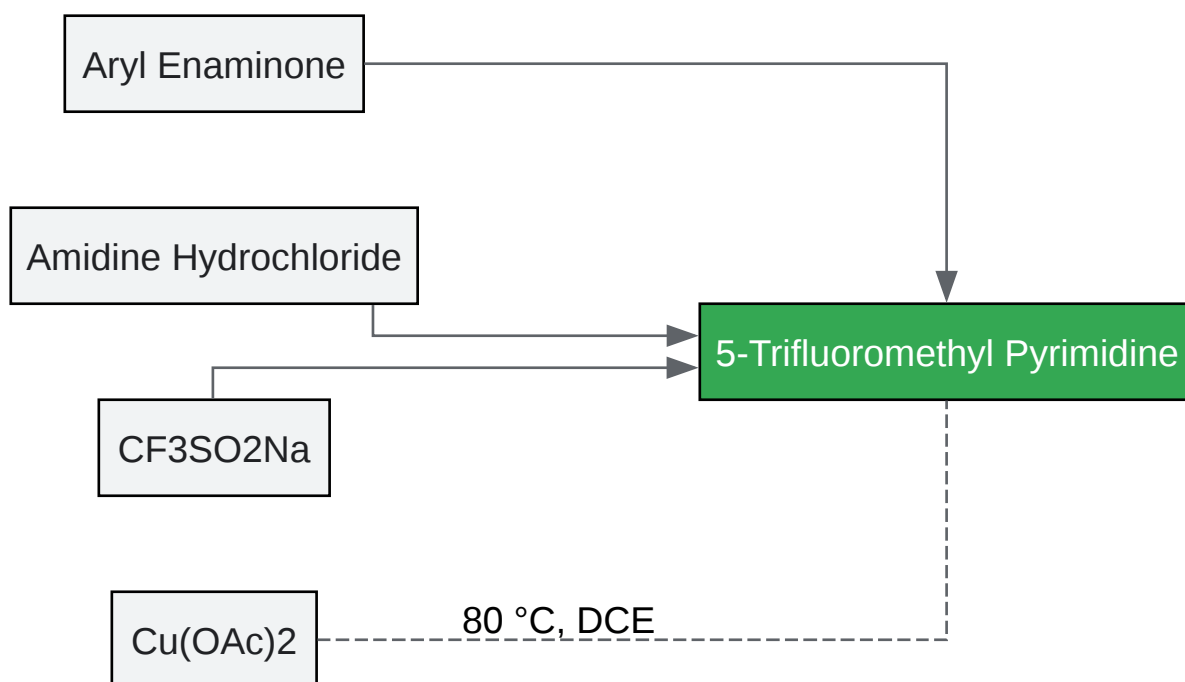 Aryl Enaminone
Amidine Hydrochloride
5-Trifluoromethyl Pyrimidine
CF3SO2Na
80 °C, DCE
Cu(OAc)2